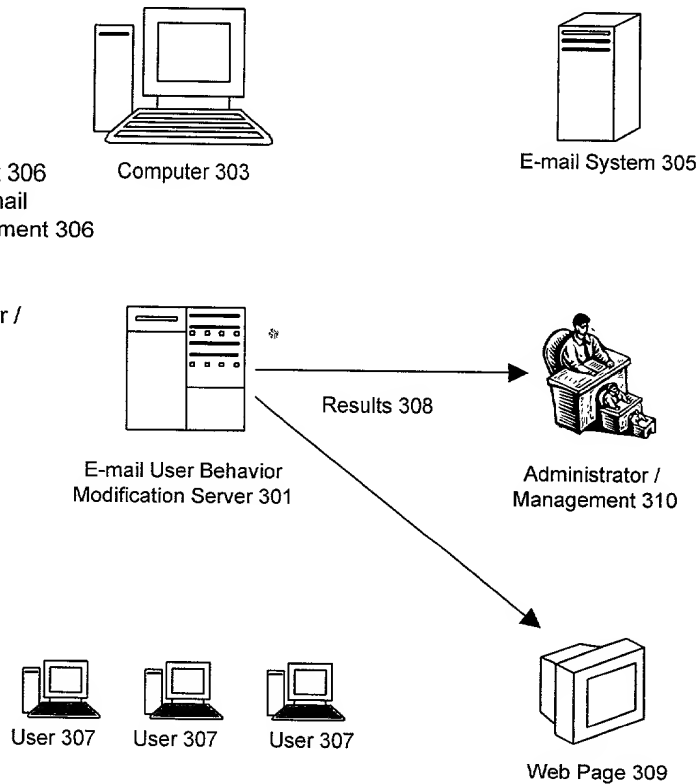 Computer 303
E-mail System 305
306
ment 306
r /
Results 308
E-mail User Behavior
Modification Server 301
Administrator /
Management 310
User 307
User 307
User 307
Web Page 309